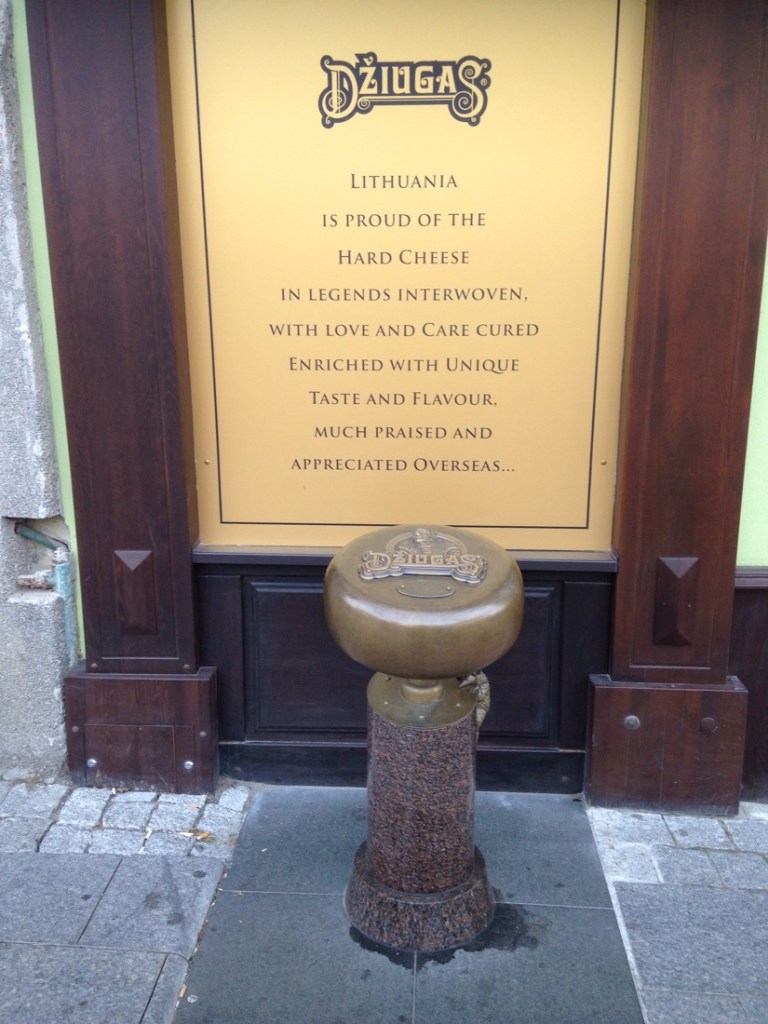 DŽIUGAS
LITHUANIA
IS PROUD OF THE
HARD CHEESE
IN LEGENDS INTERWOVEN,
WITH LOVE AND CARE CURED
ENRICHED WITH UNIQUE
TASTE AND FLAVOUR,
MUCH PRAISED AND
APPRECIATED OVERSEAS...
DŽIUGAS